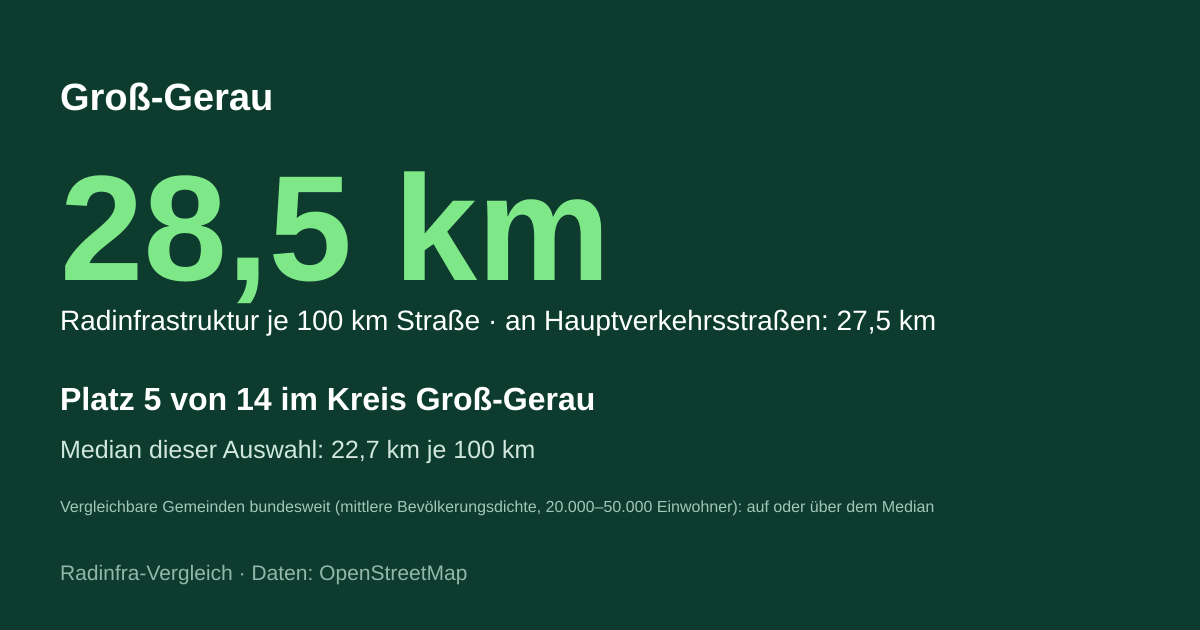 Groß-Gerau
28,5 km
Radinfrastruktur je 100 km Straße · an Hauptverkehrsstraßen: 27,5 km
Platz 5 von 14 im Kreis Groß-Gerau
Median dieser Auswahl: 22,7 km je 100 km
Vergleichbare Gemeinden bundesweit (mittlere Bevölkerungsdichte, 20.000–50.000 Einwohner): auf oder über dem Median
Radinfra-Vergleich · Daten: OpenStreetMap